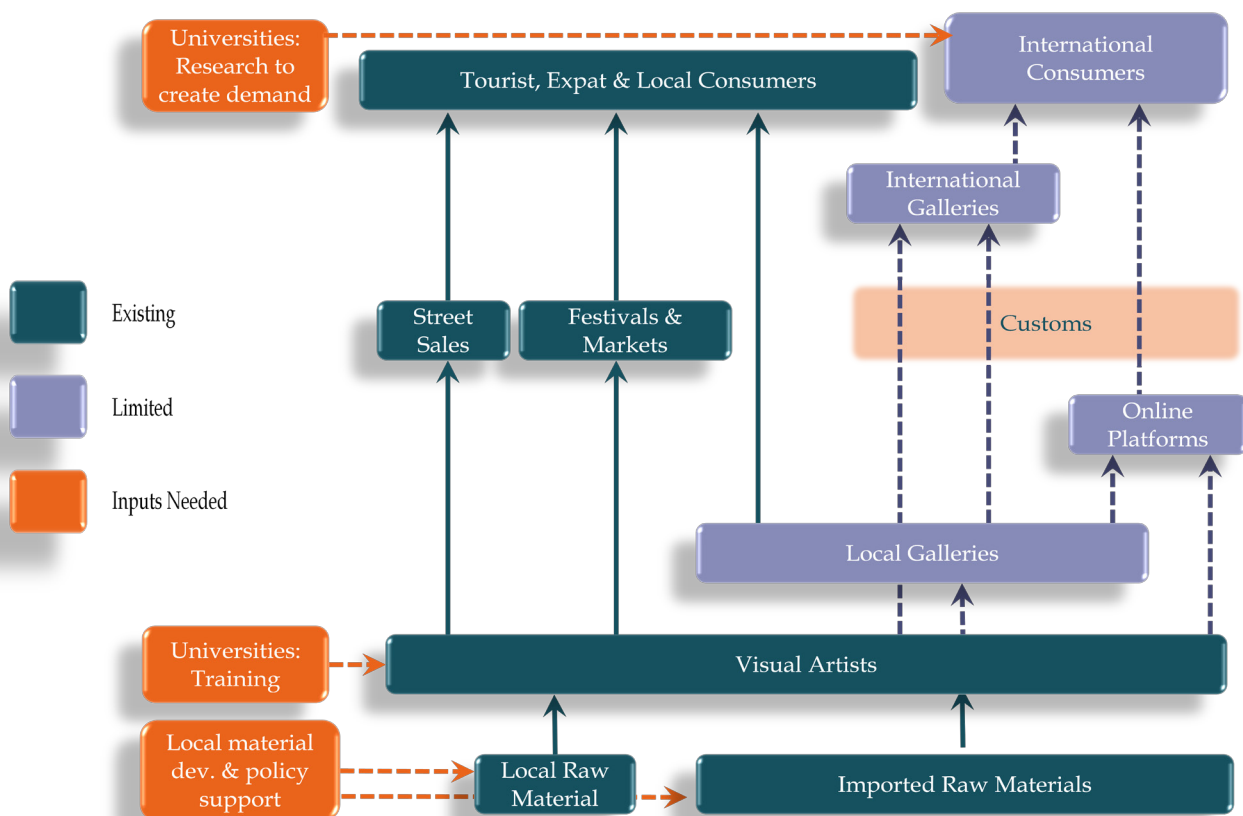 Universities:
Research to
create demand
Tourist, Expat & Local Consumers
International
Consumers
International
Galleries
Existing
Street
Sales
Festivals &
Markets
Customs
Limited
Online
Platforms
Inputs Needed
Local Galleries
Universities:
Training
Visual Artists
Local material
dev. & policy
support
Local Raw
Material
Imported Raw Materials